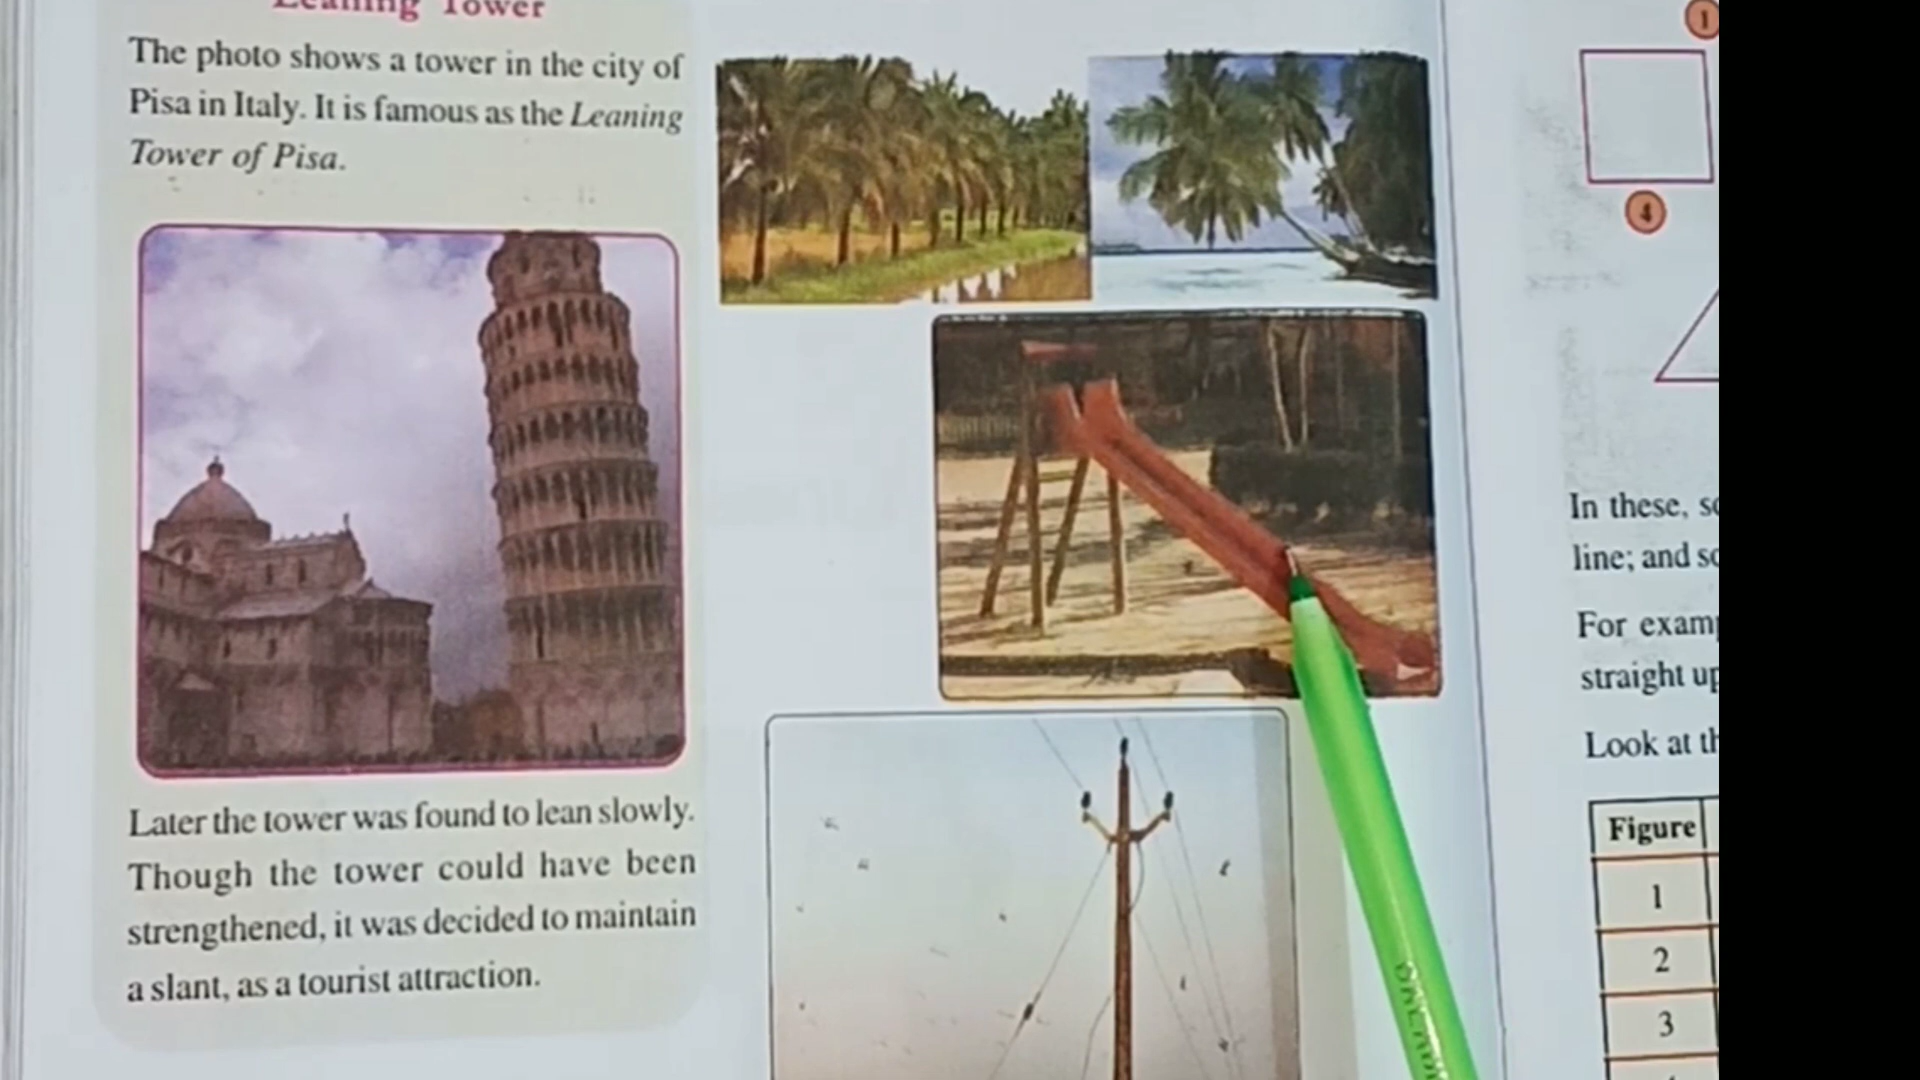 Leaning Tower
The photo shows a tower in the city of
Pisa in Italy. It is famous as the Leaning
Tower of Pisa.
Later the tower was found to lean slowly.
Though the tower could have been
strengthened, it was decided to maintain
a slant, as a tourist attraction.
1
4
In these,
line; and
For
straight
Look at
Figure
1
2
3